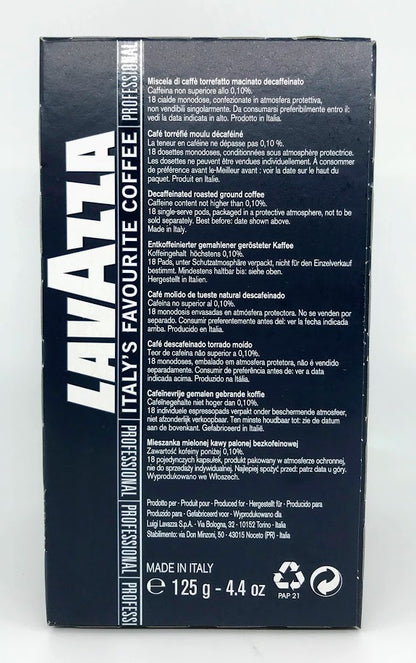 LAVAZZA
ITALY'S FAVOURITE COFFEE
PROFESSIONAL
PROFESSIONAL
PROFESSIONAL
PROFESSI
Miscela di caffè torrefatto macinato decaffeinato
Caffeina non superiore allo 0,10%.
18 cialde monodose, confezionate in atmosfera protettiva,
non vendibili singolarmente. Da consumarsi preferibilmente entro il:
vedi la data indicata in alto. Prodotto in Italia.
Café torréfié moulu décaféiné
La teneur en caféine ne dépasse pas 0,10 %.
18 dosettes monodoses, conditionnées sous atmosphère protectrice.
Les dosettes ne peuvent être vendues individuellement. À consommer
de préférence avant le-Meilleur avant : voir la date sur le haut du
paquet. Produit en Italie.
Decaffeinated roasted ground coffee
Caffeine content not higher than 0,10%.
18 single-serve pods, packaged in a protective atmosphere, not to be
sold separately. Best before: date shown above.
Made in Italy.
Entkoffeinierter gemahlener gerösteter Kaffee
Koffeingehalt höchstens 0,10%.
18 Pads, unter Schutzatmosphäre verpackt, nicht für den Einzelverkauf
bestimmt. Mindestens haltbar bis: siehe oben.
Hergestellt in Italien.
Café molido de tueste natural descafeinado
Cafeína no superior al 0,10%.
18 monodosis envasadas en atmósfera protectora. No se venden por
separado. Consumir preferentemente antes del: ver la fecha indicada
arriba. Producido en Italia.
Café descafeinado torrado moído
Teor de cafeína não superior a 0,10%.
18 monodoses, embalado em atmosfera protetora, não é vendido
separadamente. Consumir de preferência antes de: ver a data
indicada acima. Produzido na Itália.
Cafeïnevrije gemalen gebrande koffie
Cafeïnegehalte niet hoger dan 0,10%.
18 individuele espressopads verpakt onder beschermende atmosfeer,
niet afzonderlijk verkoopbaar. Ten minste houdbaar tot: zie de datum
aan de bovenkant. Gefabriceerd in Italië.
Mieszanka mielonej kawy palonej bezkofeinowej
Zawartość kofeiny poniżej 0,10%.
18 pojedynczych kapsułek, produkt pakowany w atmosferze ochronnej,
nie do sprzedaży indywidualnej. Najlepiej spożyć przed: patrz data u góry.
Wyprodukowano we Włoszech.
Prodotto per - Produit pour - Produced for - Hergestellt für - Producido para
Produzido para - Gefabriceerd voor - Wyprodukowano dla
Luigi Lavazza S.p.A. - Via Bologna, 32 - 10152 Torino - Italia
Stabilimento: via Don Minzoni, 50 - 43015 Noceto (PR) - Italia
MADE IN ITALY
℮ 125 g - 4.4 oz
PAP 21